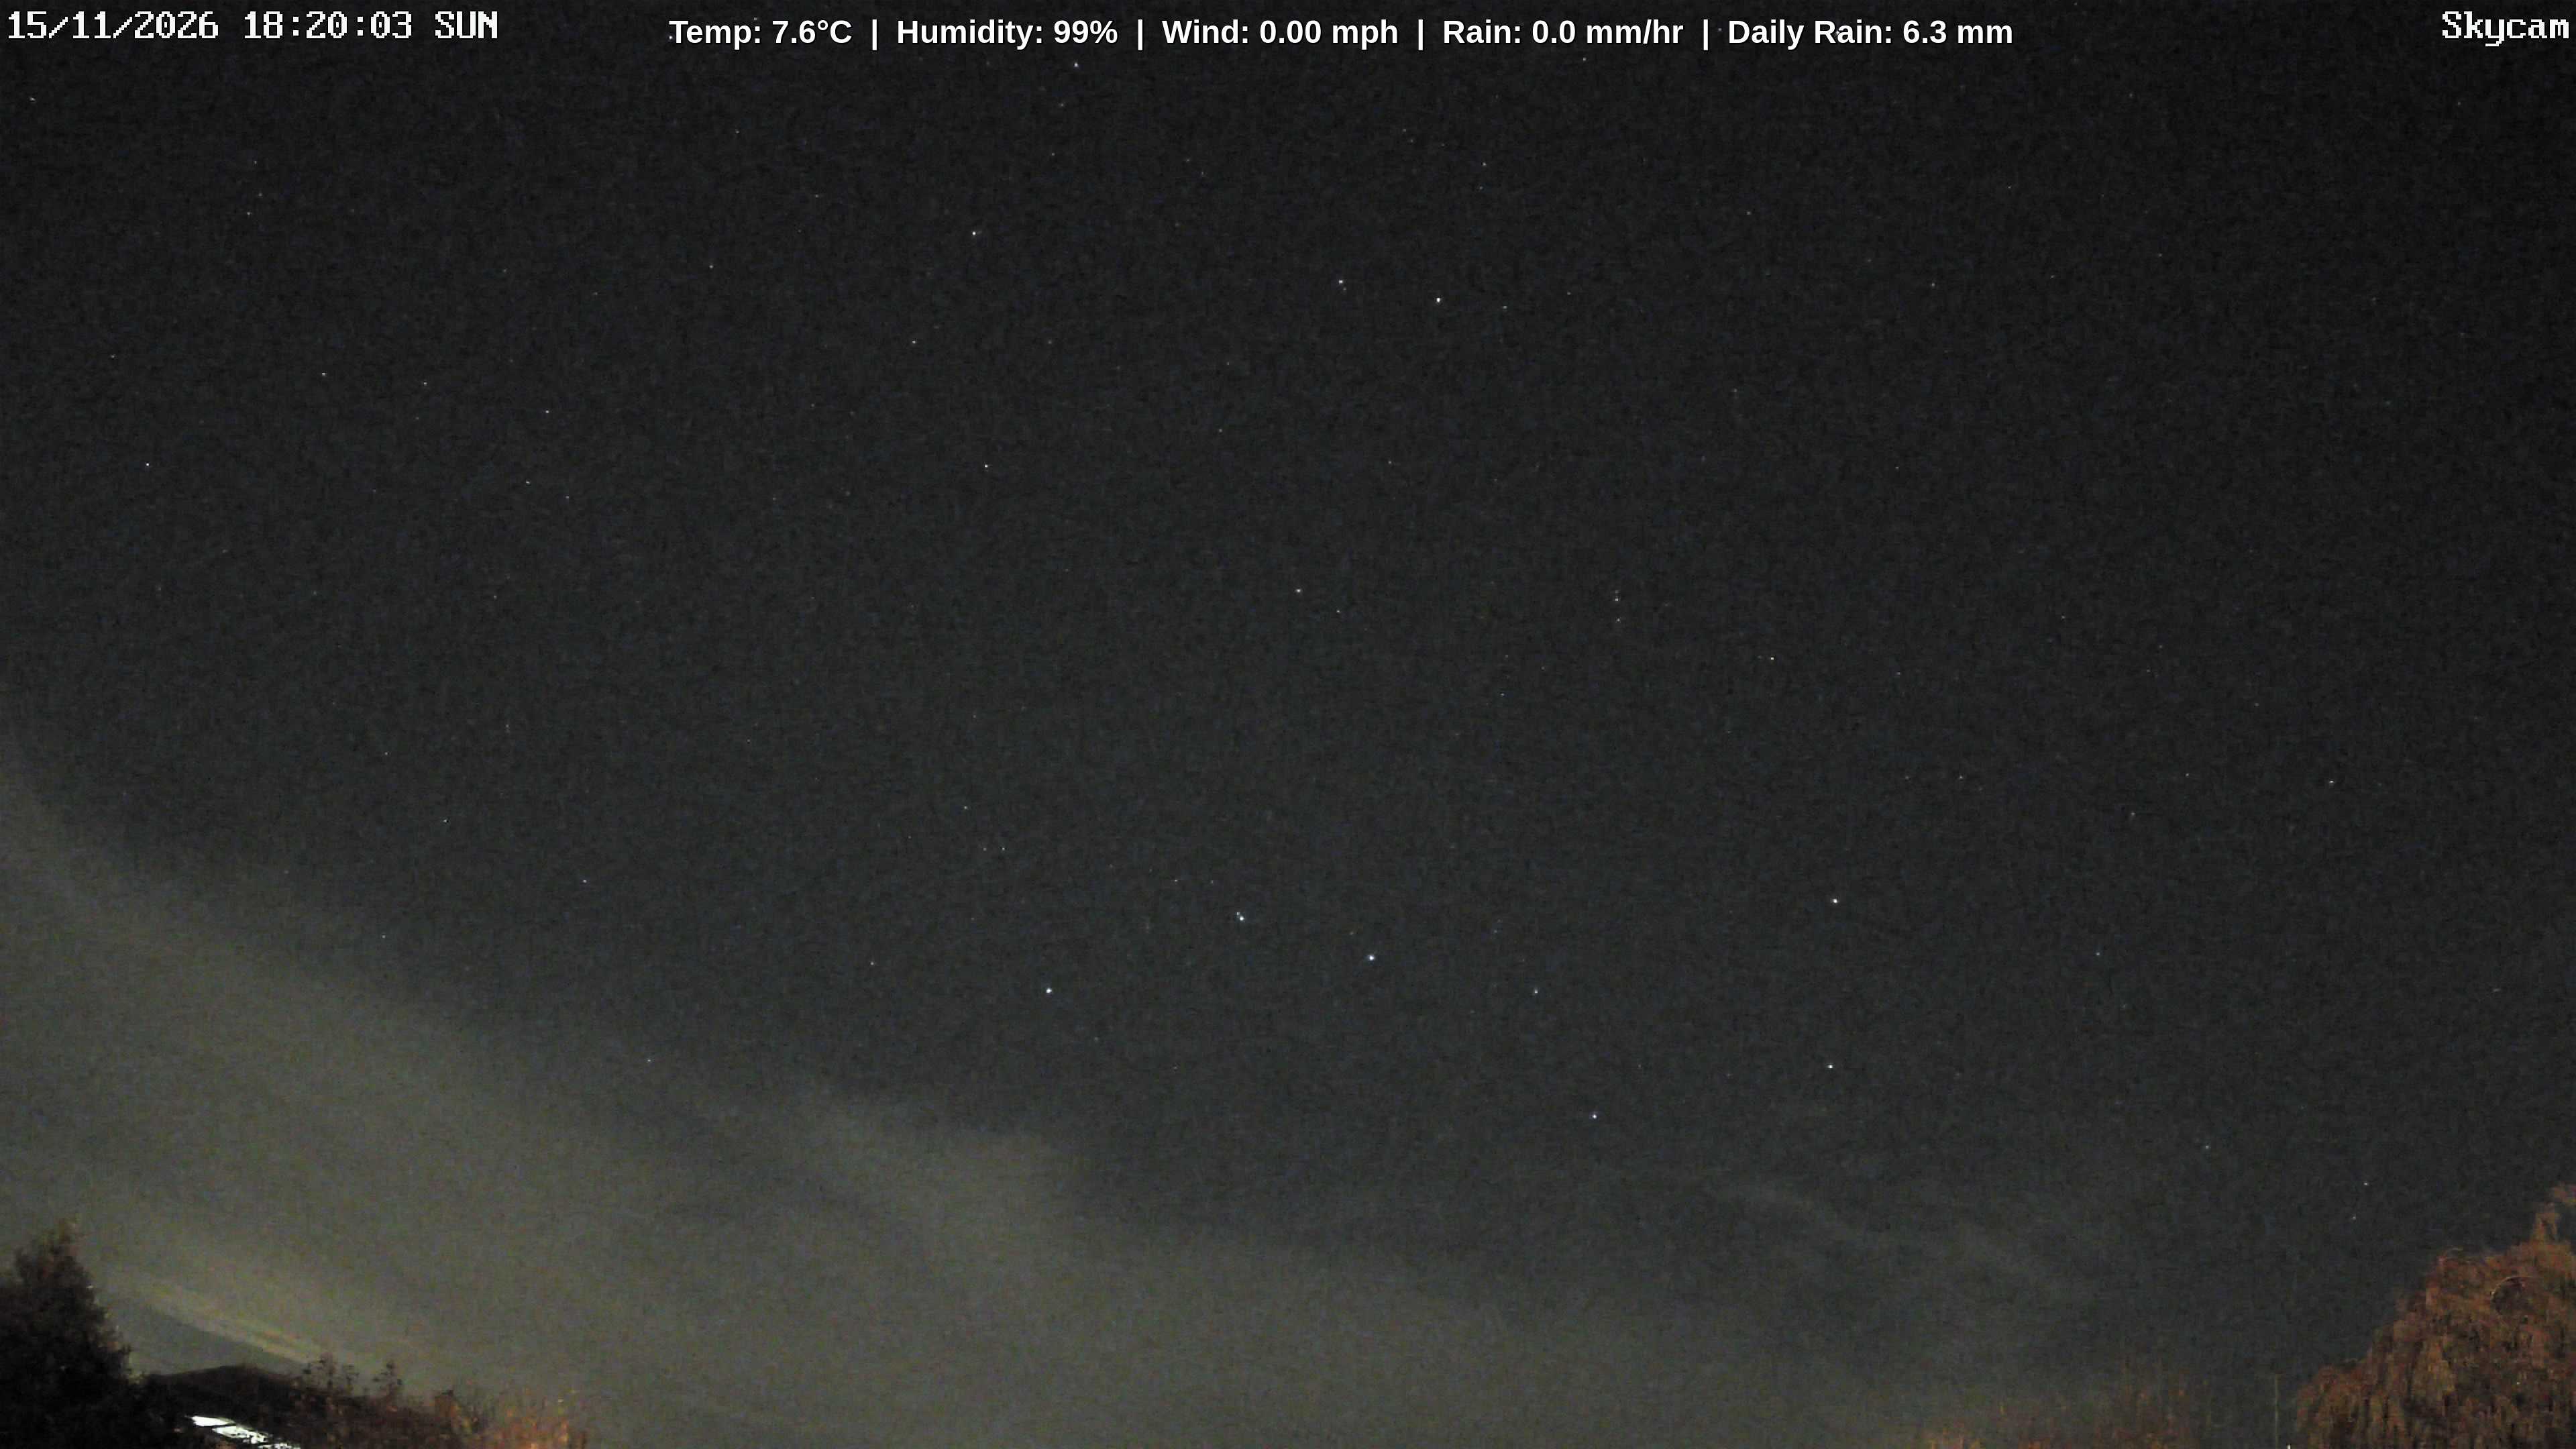 15/11/2026 18:20:03 SUN
Temp: 7.6°C | Humidity: 99% | Wind: 0.00 mph | Rain: 0.0 mm/hr | Daily Rain: 6.3 mm
Skycam